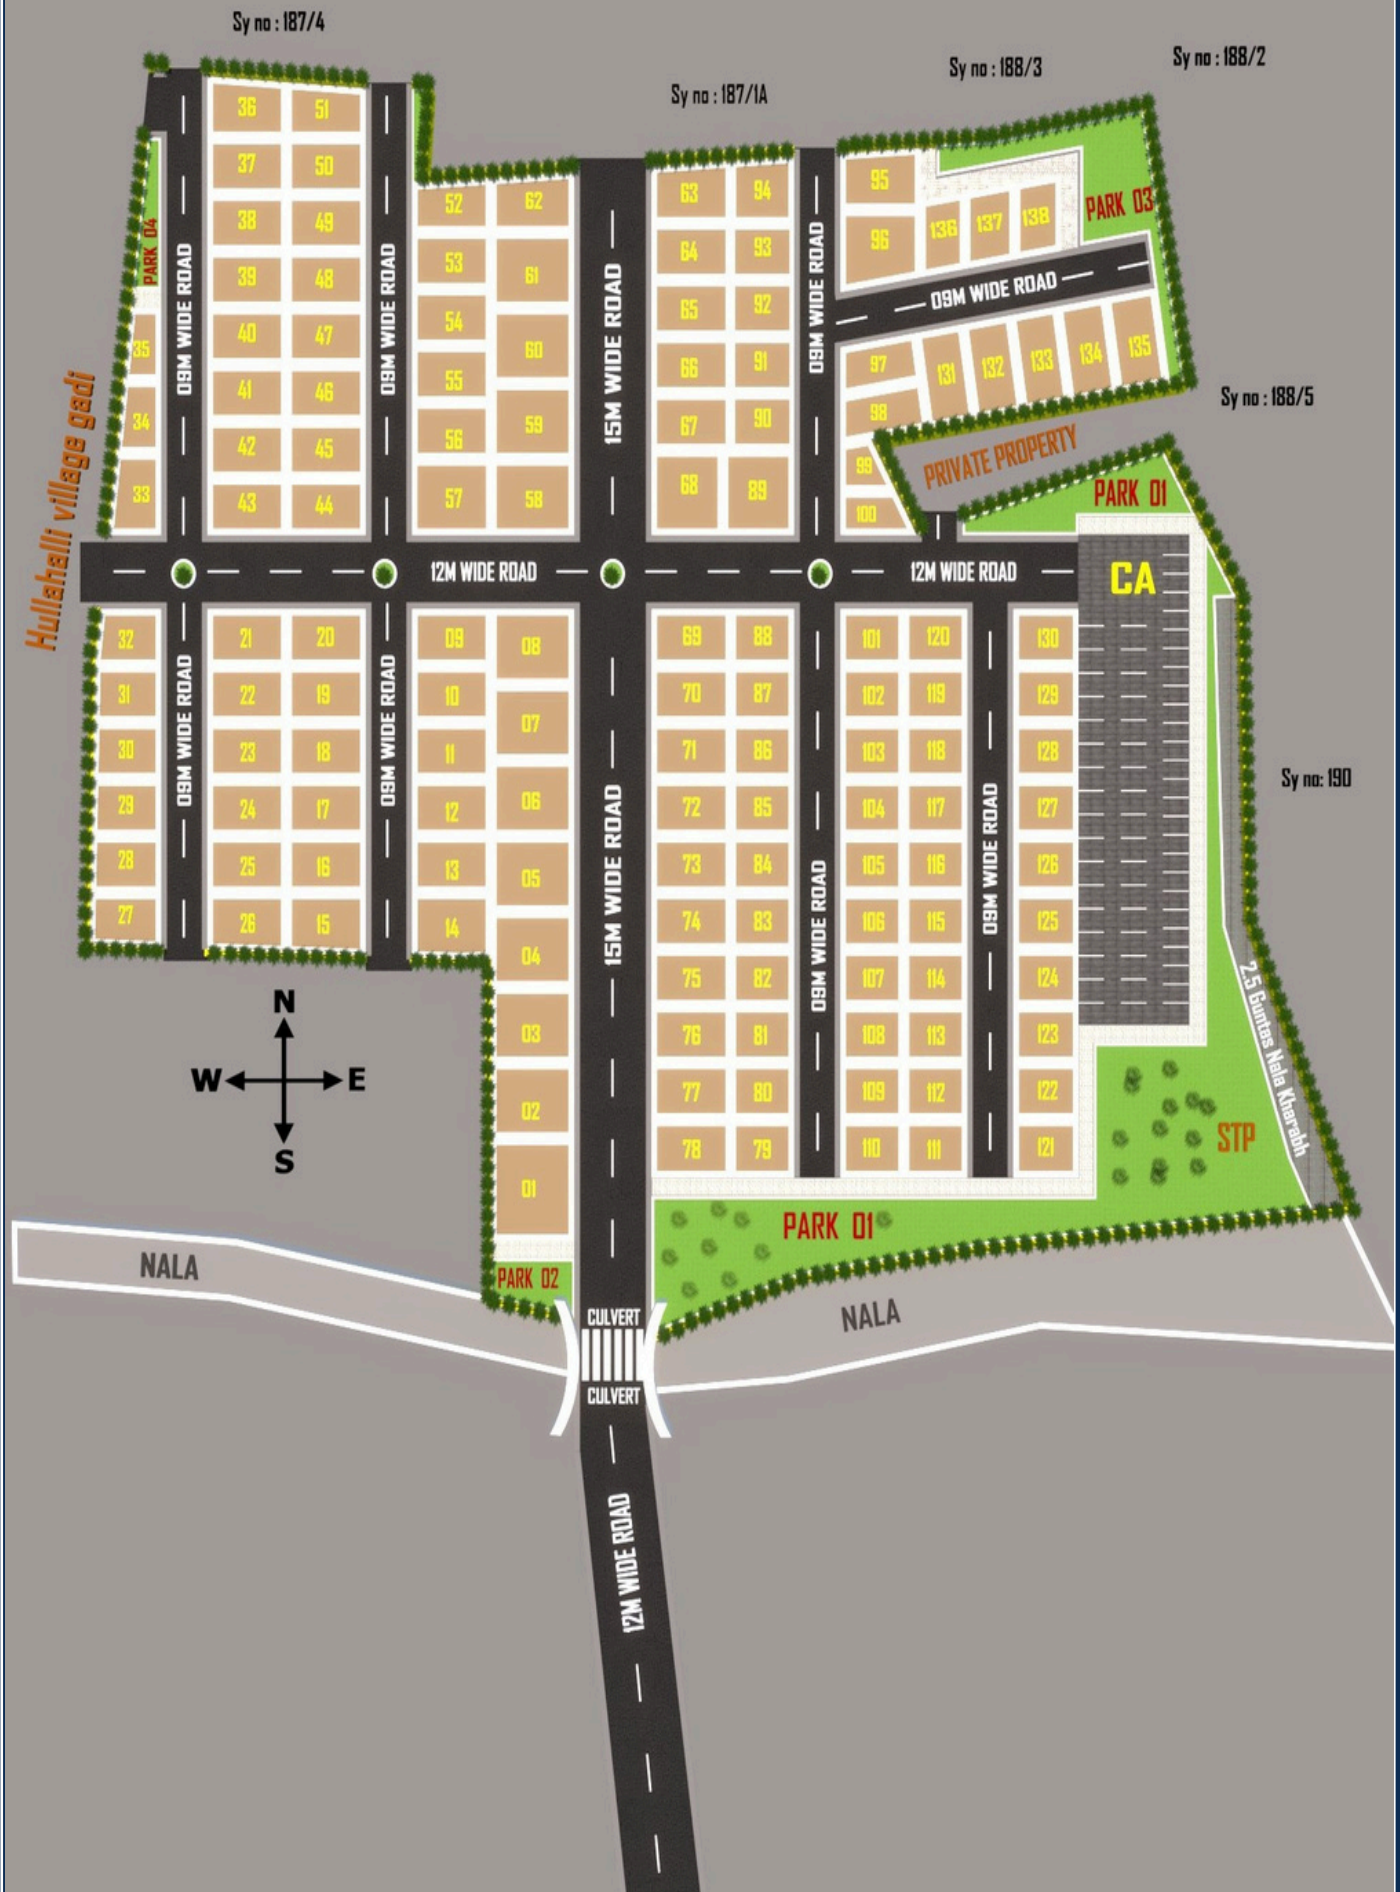 Sy no : 187/4
Sy no : 188/2
Sy no : 188/3
Sy no : 187/1A
36 51
37 50
38 49
39 48
40 47
41 46
42 45
43 44
PARK 04
35
34
33
09M WIDE ROAD
09M WIDE ROAD
52 62
53 61
54 60
55 59
56 58
57
15M WIDE ROAD
63 94
64 93
65 92
66 91
67 90
68 89
09M WIDE ROAD
95
96
136 137 138
PARK 03
09M WIDE ROAD
97
98
99
100
131 132 133 134 135
Sy no : 188/5
PRIVATE PROPERTY
PARK 01
Hullahalli village gadi
12M WIDE ROAD
12M WIDE ROAD
CA
32
31
30
29
28
27
09M WIDE ROAD
21 20
22 19
23 18
24 17
25 16
26 15
09M WIDE ROAD
09
10
11
12
13
14
08
07
06
05
04
03
02
01
15M WIDE ROAD
69 88
70 87
71 86
72 85
73 84
74 83
75 82
76 81
77 80
78 79
09M WIDE ROAD
101 120
102 119
103 118
104 117
105 116
106 115
107 114
108 113
109 112
110 111
09M WIDE ROAD
130
129
128
127
126
125
124
123
122
121
Sy no: 190
2.5 Guntas Nala Kharabh
STP
N
W E
S
PARK 01
PARK 02
NALA
NALA
CULVERT
CULVERT
12M WIDE ROAD